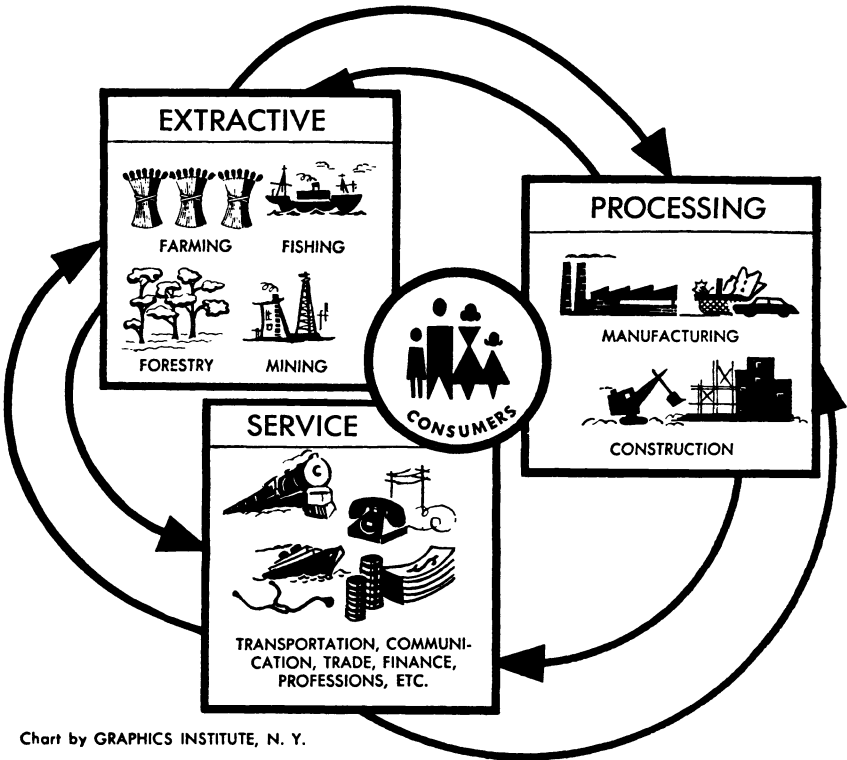 EXTRACTIVE
FARMING
FISHING
FORESTRY
MINING
PROCESSING
MANUFACTURING
CONSTRUCTION
CONSUMERS
SERVICE
C
TRANSPORTATION, COMMUNI-
CATION, TRADE, FINANCE,
PROFESSIONS, ETC.
Chart by GRAPHICS INSTITUTE, N. Y.